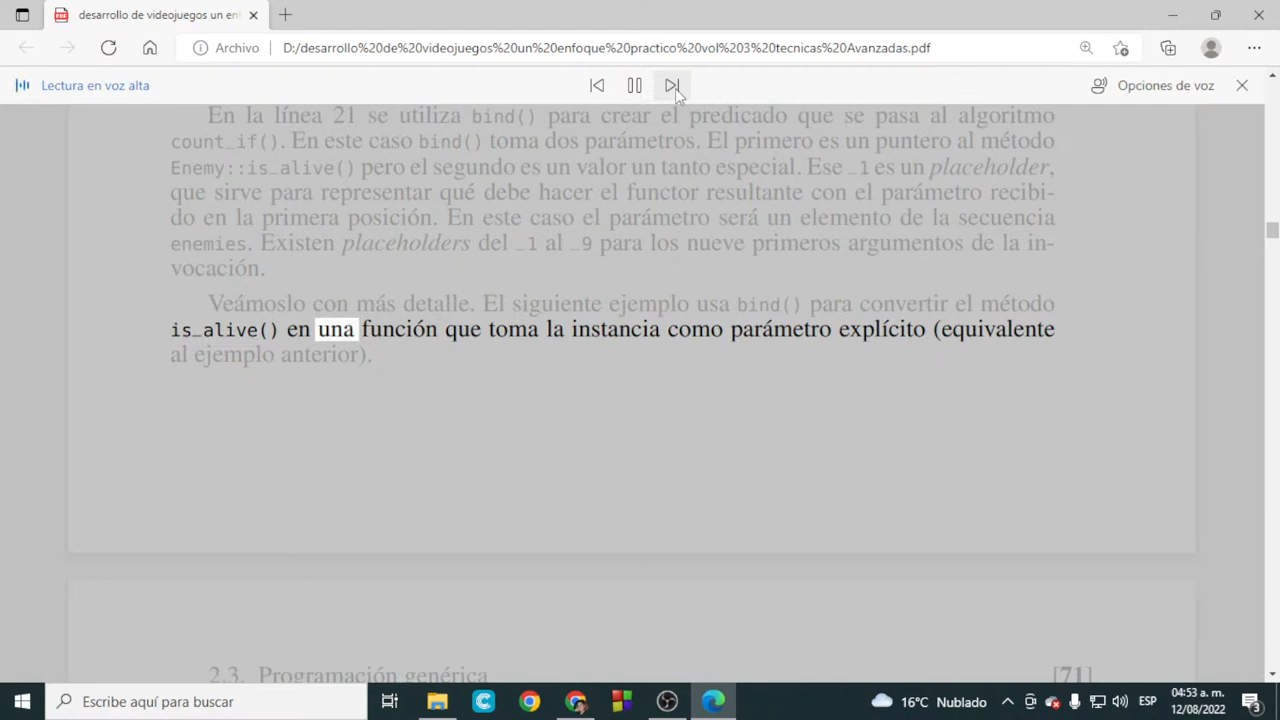 desarrollo de videojuegos un en
Archivo
D:/desarrollo%20de%20videojuegos%20un%20enfoque%20practico%20vol%203%20tecnicas%20Avanzadas.pdf
Lectura en voz alta
Opciones de voz
En la línea 21 se utiliza bind() para crear el predicado que se pasa al algoritmo
count_if(). En este caso bind() toma dos parámetros. El primero es un puntero al método
Enemy::is_alive() pero el segundo es un valor un tanto especial. Ese _1 es un placeholder,
que sirve para representar qué debe hacer el functor resultante con el parámetro recibi-
do en la primera posición. En este caso el parámetro será un elemento de la secuencia
enemies. Existen placeholders del _1 al _9 para los nueve primeros argumentos de la in-
vocación.
Veámoslo con más detalle. El siguiente ejemplo usa bind() para convertir el método
is_alive() en una función que toma la instancia como parámetro explícito (equivalente
al ejemplo anterior).
2.3. Programación genérica
[71]
Escribe aquí para buscar
16°C Nublado
ESP
04:53 a. m.
12/08/2022
3